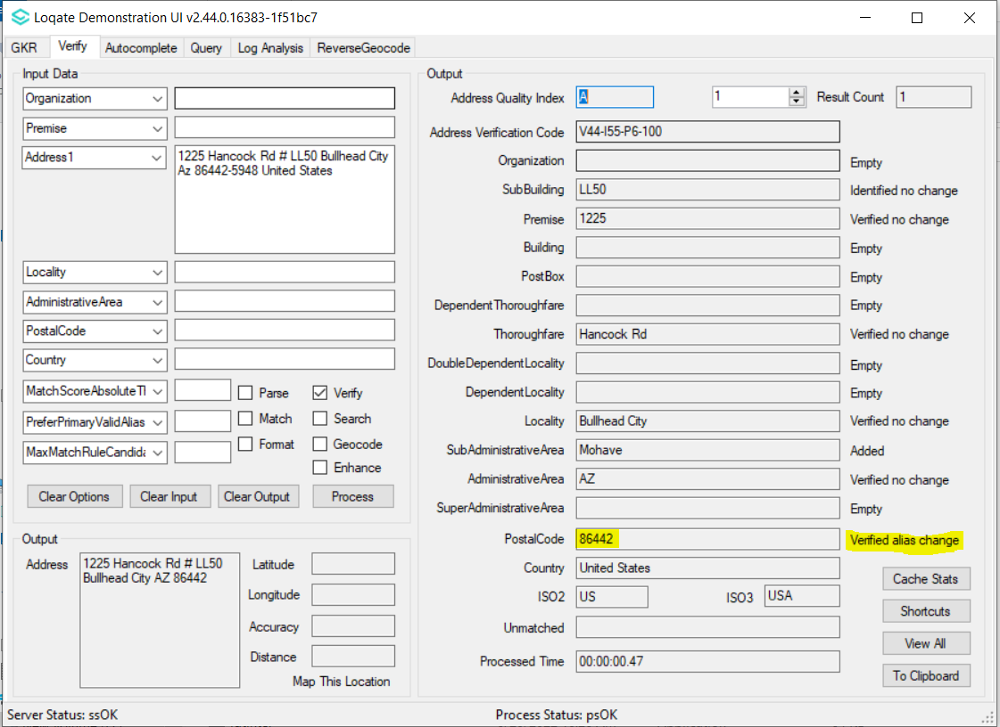 Loqate Demonstration UI v2.44.0.16383-1f51bc7
GKR Verify Autocomplete Query Log Analysis ReverseGeocode
Input Data
Organization
Premise
Address1 1225 Hancock Rd # LL50 Bullhead City
Az 86442-5948 United States
Locality
AdministrativeArea
PostalCode
Country
MatchScoreAbsoluteTl Parse Verify
PreferPrimaryValidAlias Match Search
MaxMatchRuleCandida Format Geocode
Enhance
Clear Options Clear Input Clear Output Process
Output
Address 1225 Hancock Rd # LL50
Bullhead City AZ 86442
Latitude
Longitude
Accuracy
Distance
Map This Location
Output
Address Quality Index A 1 Result Count 1
Address Verification Code V44-I55-P6-100
Organization Empty
SubBuilding LL50 Identified no change
Premise 1225 Verified no change
Building Empty
PostBox Empty
DependentThoroughfare Empty
Thoroughfare Hancock Rd Verified no change
DoubleDependentLocality Empty
DependentLocality Empty
Locality Bullhead City Verified no change
SubAdministrativeArea Mohave Added
AdministrativeArea AZ Verified no change
SuperAdministrativeArea Empty
PostalCode 86442 Verified alias change
Country United States
ISO2 US ISO3 USA
Unmatched
Processed Time 00:00:00.47
Cache Stats
Shortcuts
View All
To Clipboard
Server Status: ssOK Process Status: psOK